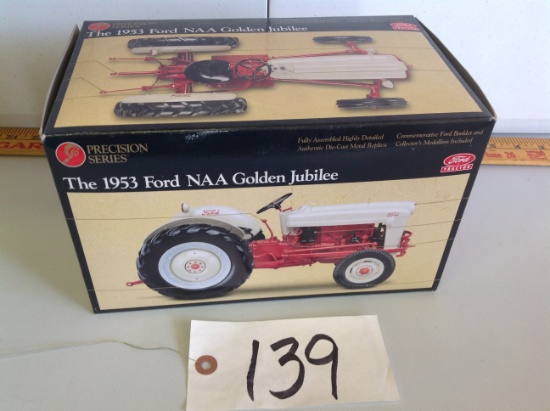 The 1953 Ford NAA Golden Jubilee
PRECISION
SERIES
Fully Assembled Highly Detailed
Authentic Die-Cast Metal Replica
Commemorative Ford Booklet and
Collector's Medallion Included
Ford
TRACTORS
The 1953 Ford NAA Golden Jubilee
139